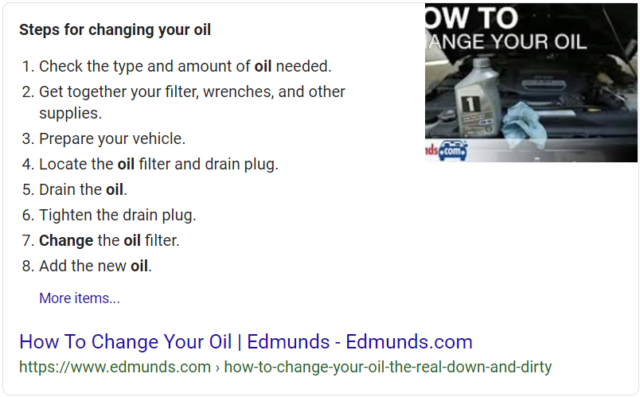 Steps for changing your oil
OW TO
ANGE YOUR OIL
1
ds.com
1. Check the type and amount of oil needed.
2. Get together your filter, wrenches, and other
supplies.
3. Prepare your vehicle.
4. Locate the oil filter and drain plug.
5. Drain the oil.
6. Tighten the drain plug.
7. Change the oil filter.
8. Add the new oil.
More items...
How To Change Your Oil | Edmunds - Edmunds.com
https://www.edmunds.com › how-to-change-your-oil-the-real-down-and-dirty